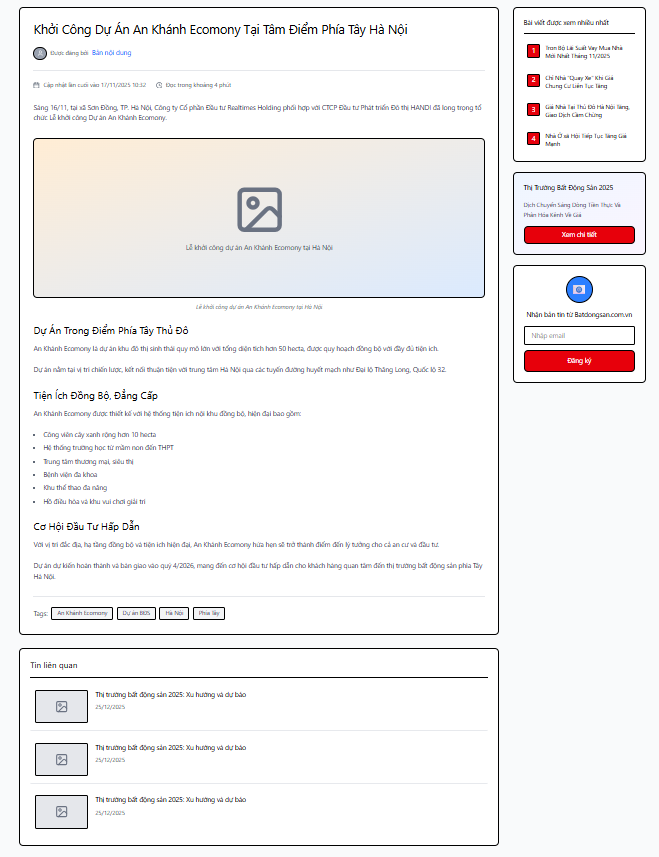 Khởi Công Dự Án An Khánh Ecomony Tại Tâm Điểm Phía Tây Hà Nội
Được đăng bởi Bản nội dung
Cập nhật lần cuối vào 17/11/2025 10:32 Đọc trong khoảng 4 phút
Sáng 16/11, tại xã Sơn Đồng, TP. Hà Nội, Công ty Cổ phần Đầu tư Realtimes Holding phối hợp với CTCP Đầu tư Phát triển Đô thị HANDI đã long trọng tổ
chức Lễ khởi công Dự án An Khánh Ecomony.
Lễ khởi công dự án An Khánh Ecomony tại Hà Nội
Lễ khởi công dự án An Khánh Ecomony tại Hà Nội
Dự Án Trong Điểm Phía Tây Thủ Đô
An Khánh Ecomony là dự án khu đô thị sinh thái quy mô lớn với tổng diện tích hơn 50 hecta, được quy hoạch đồng bộ với đầy đủ tiện ích.
Dự án nằm tại vị trí chiến lược, kết nối thuận tiện với trung tâm Hà Nội qua các tuyến đường huyết mạch như Đại lộ Thăng Long, Quốc lộ 32.
Tiện Ích Đồng Bộ, Đẳng Cấp
An Khánh Ecomony được thiết kế với hệ thống tiện ích nội khu đồng bộ, hiện đại bao gồm:
• Công viên cây xanh rộng hơn 10 hecta
• Hệ thống trường học từ mầm non đến THPT
• Trung tâm thương mại, siêu thị
• Bệnh viện đa khoa
• Khu thể thao đa năng
• Hồ điều hòa và khu vui chơi giải trí
Cơ Hội Đầu Tư Hấp Dẫn
Với vị trí đắc địa, hạ tầng đồng bộ và tiện ích hiện đại, An Khánh Ecomony hứa hẹn sẽ trở thành điểm đến lý tưởng cho cả an cư và đầu tư.
Dự án dự kiến hoàn thành và bàn giao vào quý 4/2026, mang đến cơ hội đầu tư hấp dẫn cho khách hàng quan tâm đến thị trường bất động sản phía Tây
Hà Nội.
Tags: An Khánh Ecomony Dự án BĐS Hà Nội Phía Tây
Tin liên quan
Thị trường bất động sản 2025: Xu hướng và dự báo
25/12/2025
Thị trường bất động sản 2025: Xu hướng và dự báo
25/12/2025
Thị trường bất động sản 2025: Xu hướng và dự báo
25/12/2025
Bài viết được xem nhiều nhất
1 Trọn Bộ Lãi Suất Vay Mua Nhà
Mới Nhất Tháng 11/2025
2 Chỉ Nhà "Quay Xe" Khi Giá
Chung Cư Liên Tục Tăng
3 Giá Nhà Tại Thủ Đô Hà Nội Tăng,
Giao Dịch Cầm Chừng
4 Nhà Ở xã Hội Tiếp Tục Tăng Giá
Mạnh
Thị Trường Bất Động Sản 2025
Dịch Chuyển Sang Dòng Tiền Thực Và
Phân Hóa Kênh Về Giá
Xem chi tiết
Nhận bản tin từ Batdongsan.com.vn
Nhập email
Đăng ký